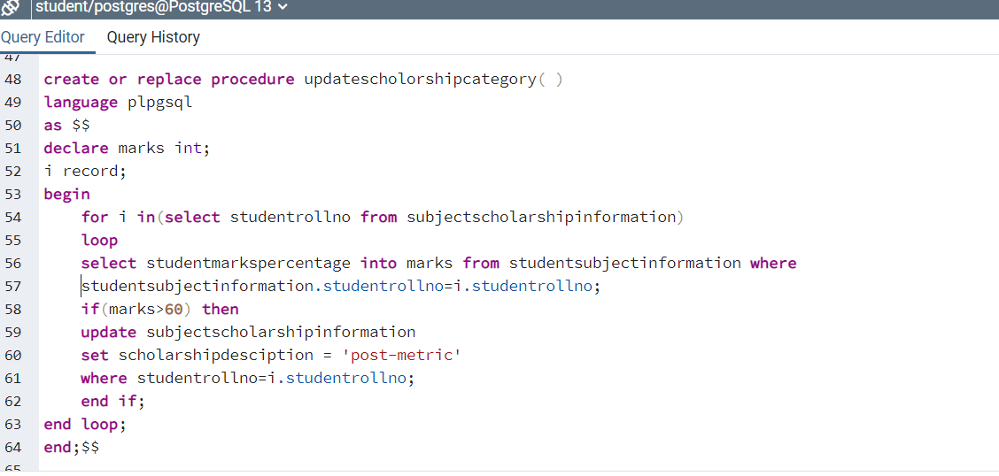 student/postgres@PostgreSQL 13
Query Editor Query History
47
48 create or replace procedure updatescholorshipcategory( )
49 language plpgsql
50 as $$
51 declare marks int;
52 i record;
53 begin
54 for i in(select studentrollno from subjectscholarshipinformation)
55 loop
56 select studentmarkspercentage into marks from studentsubjectinformation where
57 studentsubjectinformation.studentrollno=i.studentrollno;
58 if(marks>60) then
59 update subjectscholarshipinformation
60 set scholarshipdesciption = 'post-metric'
61 where studentrollno=i.studentrollno;
62 end if;
63 end loop;
64 end;$$
65